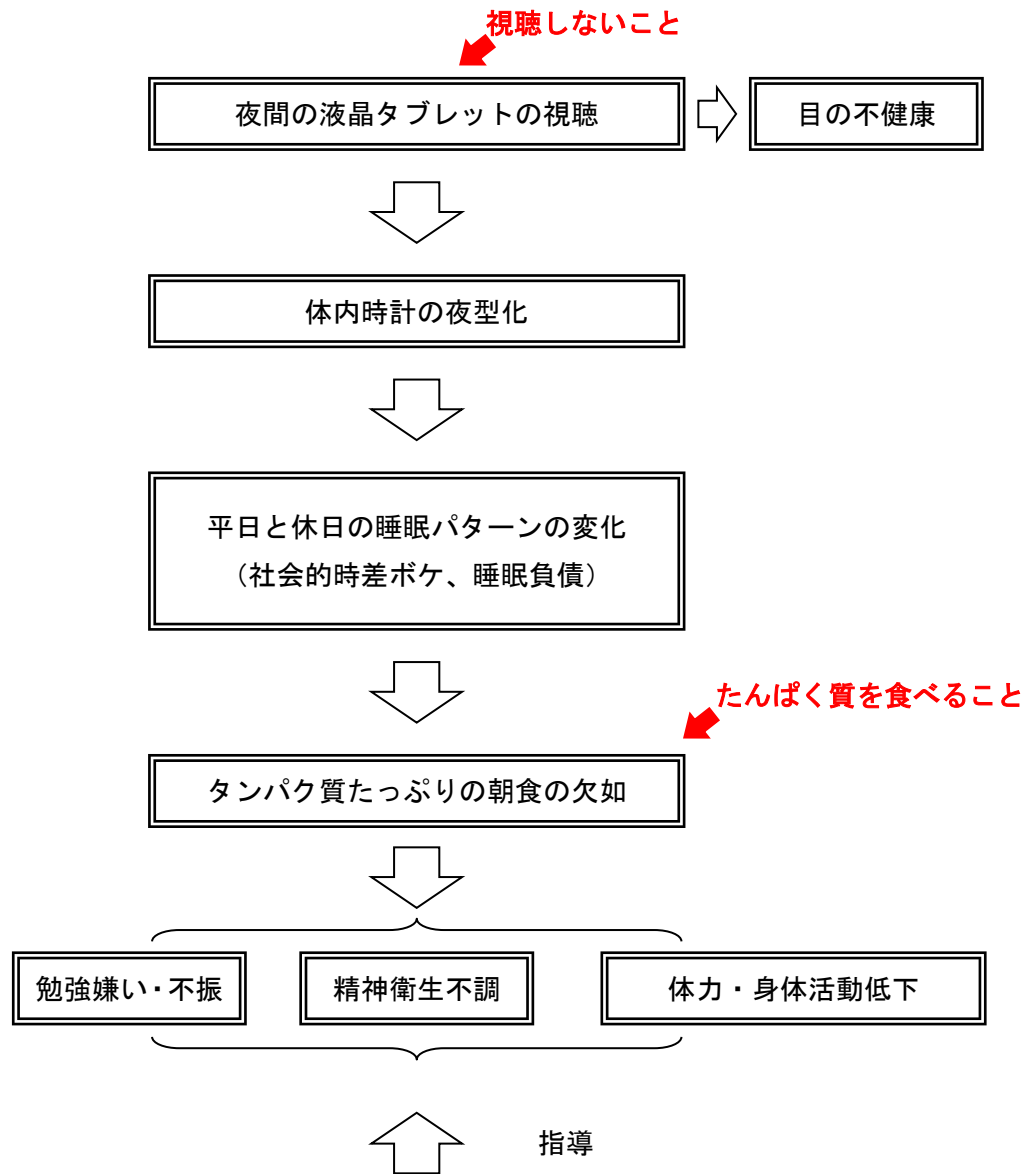 視聴しないこと
夜間の液晶タブレットの視聴
目の不健康
体内時計の夜型化
平日と休日の睡眠パターンの変化
（社会的時差ボケ、睡眠負債）
たんぱく質を食べること
タンパク質たっぷりの朝食の欠如
勉強嫌い・不振
精神衛生不調
体力・身体活動低下
指導